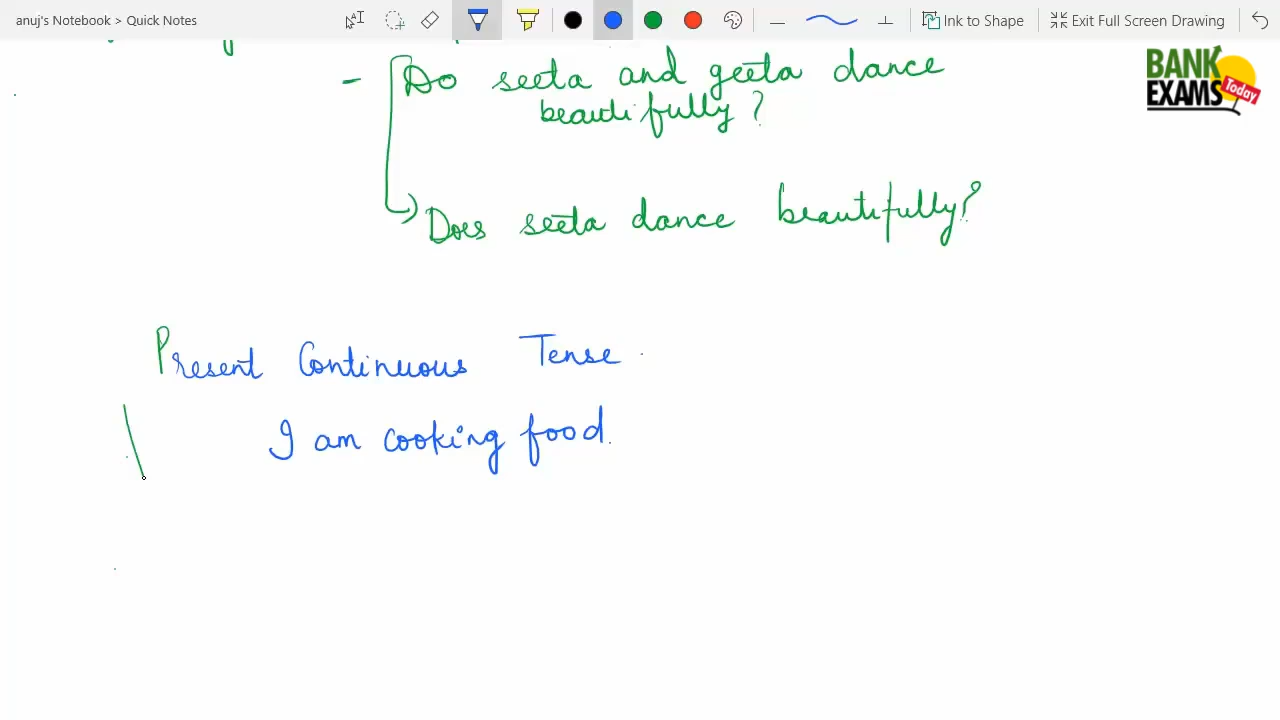 anuj's Notebook > Quick Notes
Ink to Shape
Exit Full Screen Drawing
BANK
EXAMS
Today
- Do seeta and geeta dance
beautifully?
Does seeta dance beautifully?
Present Continuous Tense
I am cooking food.